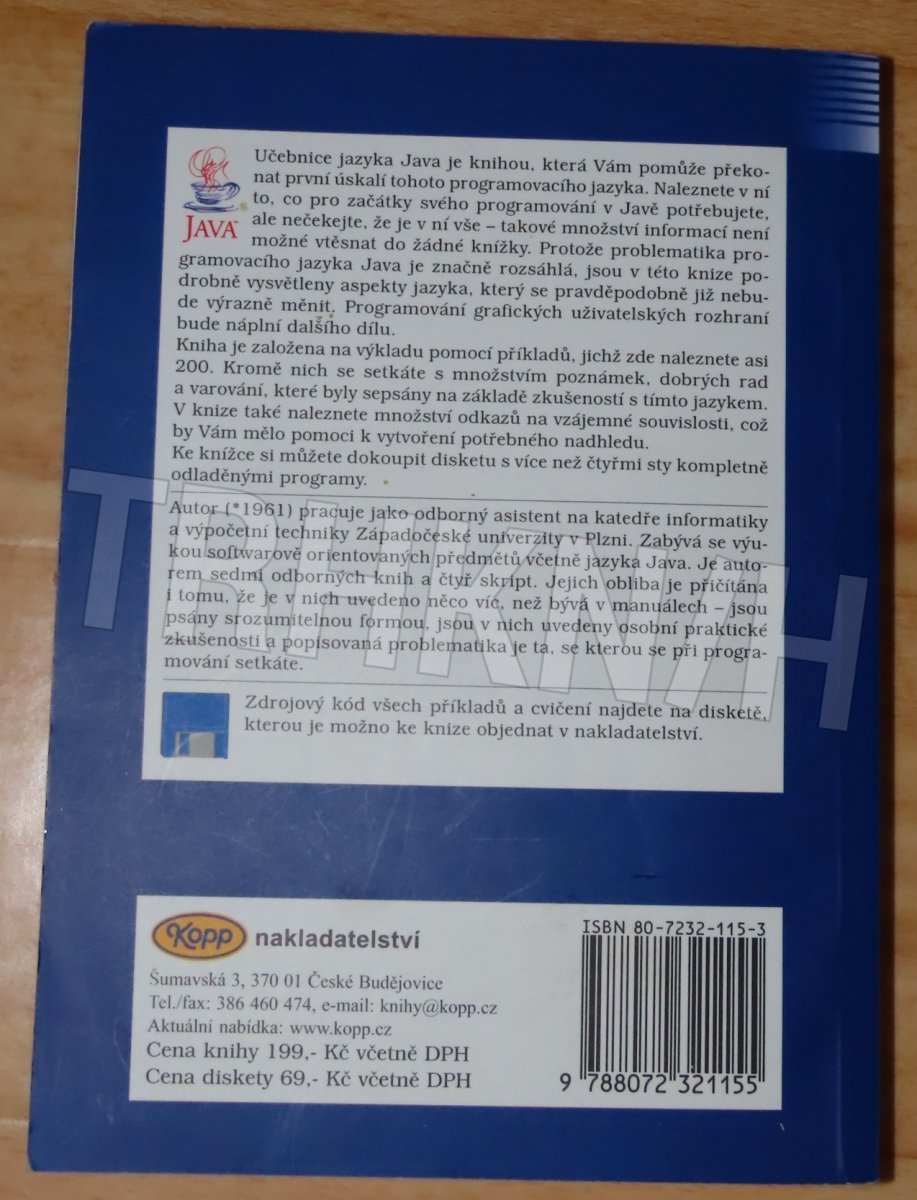 Učebnice jazyka Java je knihou, která Vám pomůže překo-
nat první úskalí tohoto programovacího jazyka. Naleznete v ní
to, co pro začátky svého programování v Javě potřebujete,
ale nečekejte, že je v ní vše – takové množství informací není
možné vtěsnat do žádné knížky. Protože problematika pro-
gramovacího jazyka Java je značně rozsáhlá, jsou v této knize po-
drobně vysvětleny aspekty jazyka, který se pravděpodobně již nebu-
de výrazně měnit. Programování grafických uživatelských rozhraní
bude náplní dalšího dílu.
JAVA™
Kniha je založena na výkladu pomocí příkladů, jichž zde naleznete asi
200. Kromě nich se setkáte s množstvím poznámek, dobrých rad
a varování, které byly sepsány na základě zkušeností s tímto jazykem.
V knize také naleznete množství odkazů na vzájemné souvislosti, což
by Vám mělo pomoci k vytvoření potřebného nadhledu.
Ke knížce si můžete dokoupit disketu s více než čtyřmi sty kompletně
odladěnými programy.
Autor (*1961) pracuje jako odborný asistent na katedře informatiky
a výpočetní techniky Západočeské univerzity v Plzni. Zabývá se výu-
kou softwarově orientovaných předmětů včetně jazyka Java. Je auto-
rem sedmi odborných knih a čtyř skript. Jejich obliba je přičítána
i tomu, že je v nich uvedeno něco víc, než bývá v manuálech – jsou
psány srozumitelnou formou, jsou v nich uvedeny osobní praktické
zkušenosti a popisovaná problematika je ta, se kterou se při progra-
mování setkáte.
TRHKNIH
Zdrojový kód všech příkladů a cvičení najdete na disketě,
kterou je možno ke knize objednat v nakladatelství.
Kopp nakladatelství
Šumavská 3, 370 01 České Budějovice
Tel./fax: 386 460 474, e-mail: knihy@kopp.cz
Aktuální nabídka: www.kopp.cz
Cena knihy 199,- Kč včetně DPH
Cena diskety 69,- Kč včetně DPH
ISBN 80-7232-115-3
9 788072 321155